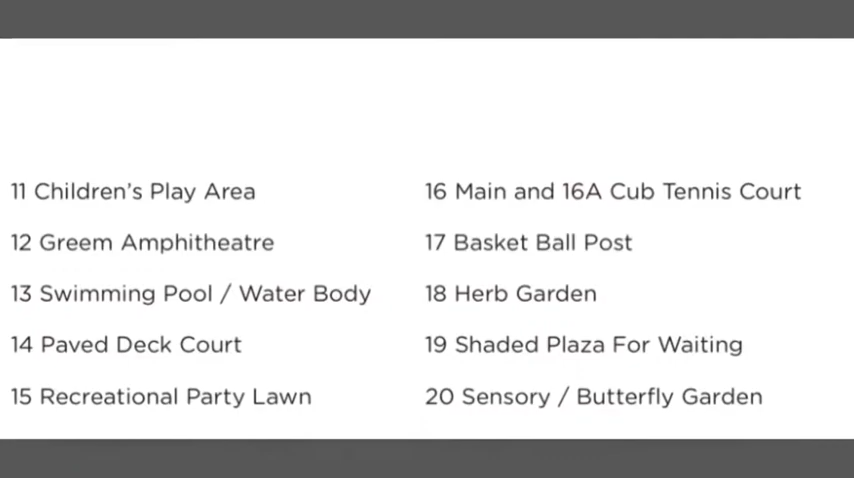 11 Children's Play Area
12 Greem Amphitheatre
13 Swimming Pool / Water Body
14 Paved Deck Court
15 Recreational Party Lawn
16 Main and 16A Cub Tennis Court
17 Basket Ball Post
18 Herb Garden
19 Shaded Plaza For Waiting
20 Sensory / Butterfly Garden